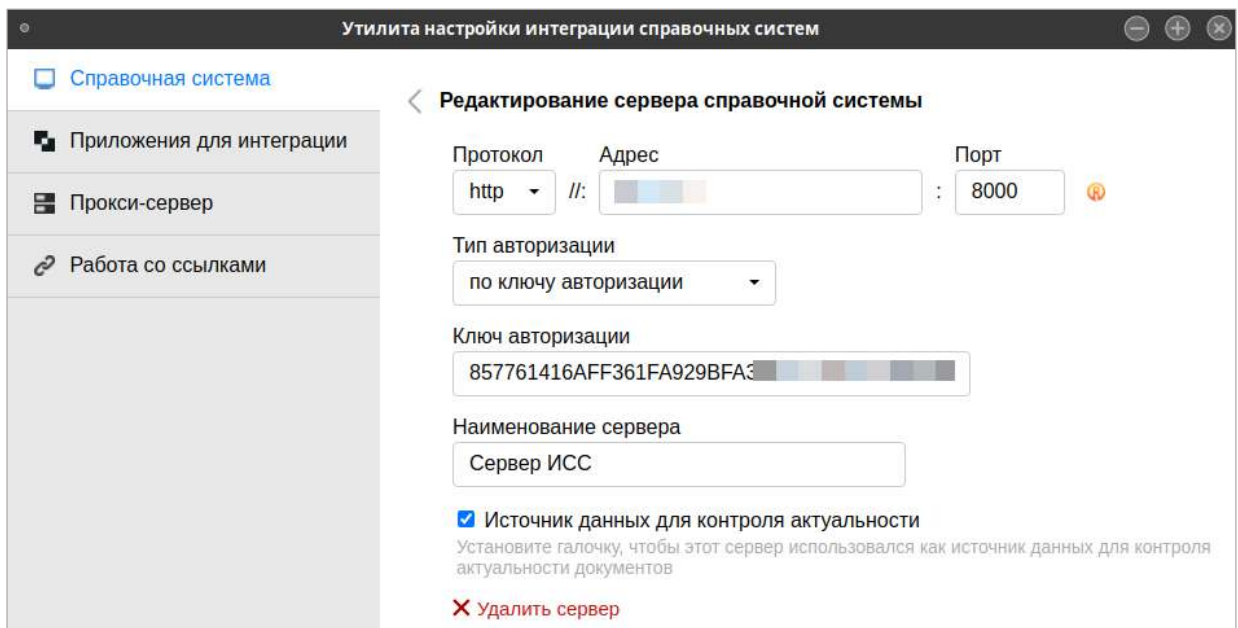 Утилита настройки интеграции справочных систем
Справочная система
Приложения для интеграции
Прокси-сервер
Работа со ссылками
Редактирование сервера справочной системы
Протокол Адрес Порт
http //: : 8000
Тип авторизации
по ключу авторизации
Ключ авторизации
857761416AFF361FA929BFA3
Наименование сервера
Сервер ИСС
Источник данных для контроля актуальности
Установите галочку, чтобы этот сервер использовался как источник данных для контроля
актуальности документов
Удалить сервер